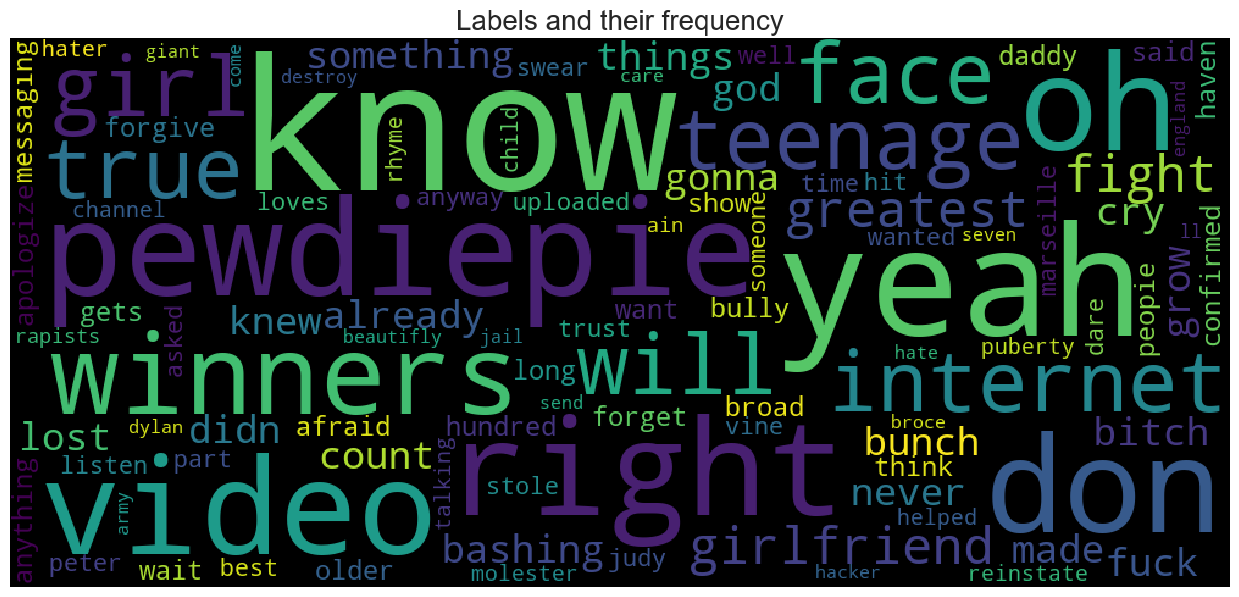 Labels and their frequency
hater giant come something things well face daddy said
messaging girl destroy know swear care god oh haven
forgive rhyme child teenage england
true gonna fight
apologize channel loves anyway uploaded show time hit marseille cry
pewdiepie ain someone greatest wanted seven ll
yeah confirmed
gets knew already want bully dare people grow
rapists asked beautifly jail trust hate puberty
winners long will internet
send broad
lost dylan didn afraid hundred forget vine broce bitch
count right bunch
anything listen part talking think don
video army stole never
helped
peter bashing judy girlfriend made fuck
wait best older molester hacker reinstate